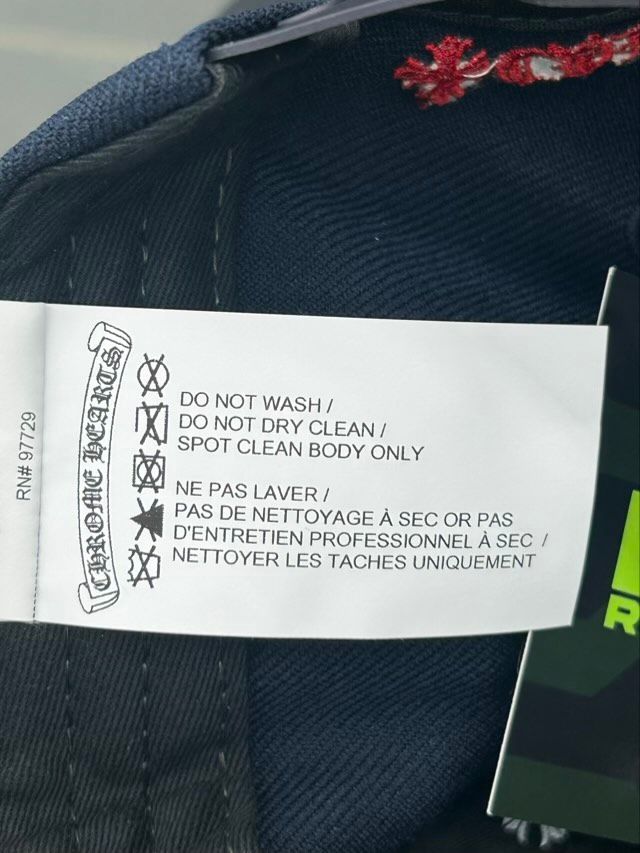 RN# 97729
CHROME HEARTS
DO NOT WASH /
DO NOT DRY CLEAN /
SPOT CLEAN BODY ONLY
NE PAS LAVER /
PAS DE NETTOYAGE À SEC OR PAS
D'ENTRETIEN PROFESSIONNEL À SEC /
NETTOYER LES TACHES UNIQUEMENT
R